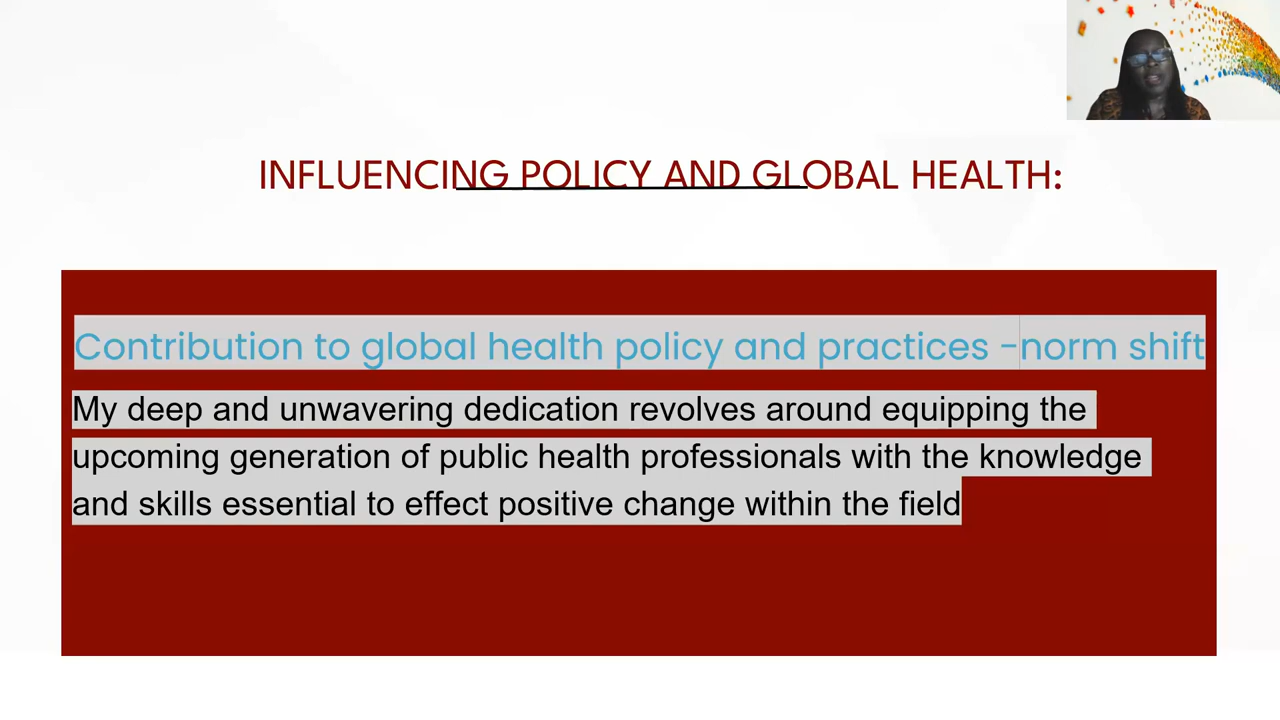 INFLUENCING POLICY AND GLOBAL HEALTH:
Contribution to global health policy and practices -norm shift
My deep and unwavering dedication revolves around equipping the
upcoming generation of public health professionals with the knowledge
and skills essential to effect positive change within the field